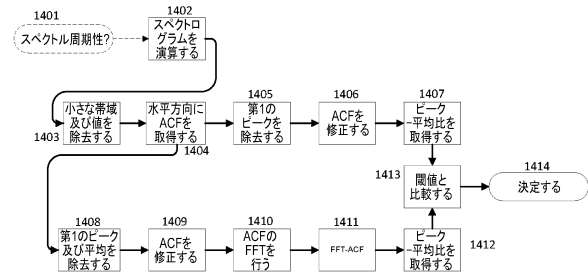 1401
スペクトル周期性?
1402
スペクトロ
グラムを
演算する
1403
小さな帯域
及び値を
除去する
水平方向に
ACFを
取得する
1404
1405
第1の
ピークを
除去する
1406
ACFを
修正する
1407
ピーク
-平均比を
取得する
1413
閾値と
比較する
1414
決定する
1408
第1のピーク
及び平均を
除去する
1409
ACFを
修正する
1410
ACFの
FFTを
行う
1411
FFT-ACF
ピーク
-平均比を
取得する
1412